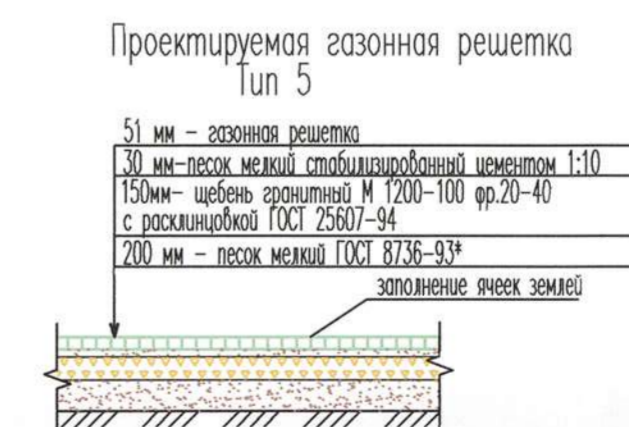 Проектируемая газонная решетка
Тип 5
51 мм - газонная решетка
30 мм-песок мелкий стабилизированный цементом 1:10
150мм- щебень гранитный М 1200-100 фр.20-40
с расклинцовкой ГОСТ 25607-94
200 мм - песок мелкий ГОСТ 8736-93*
заполнение ячеек землей